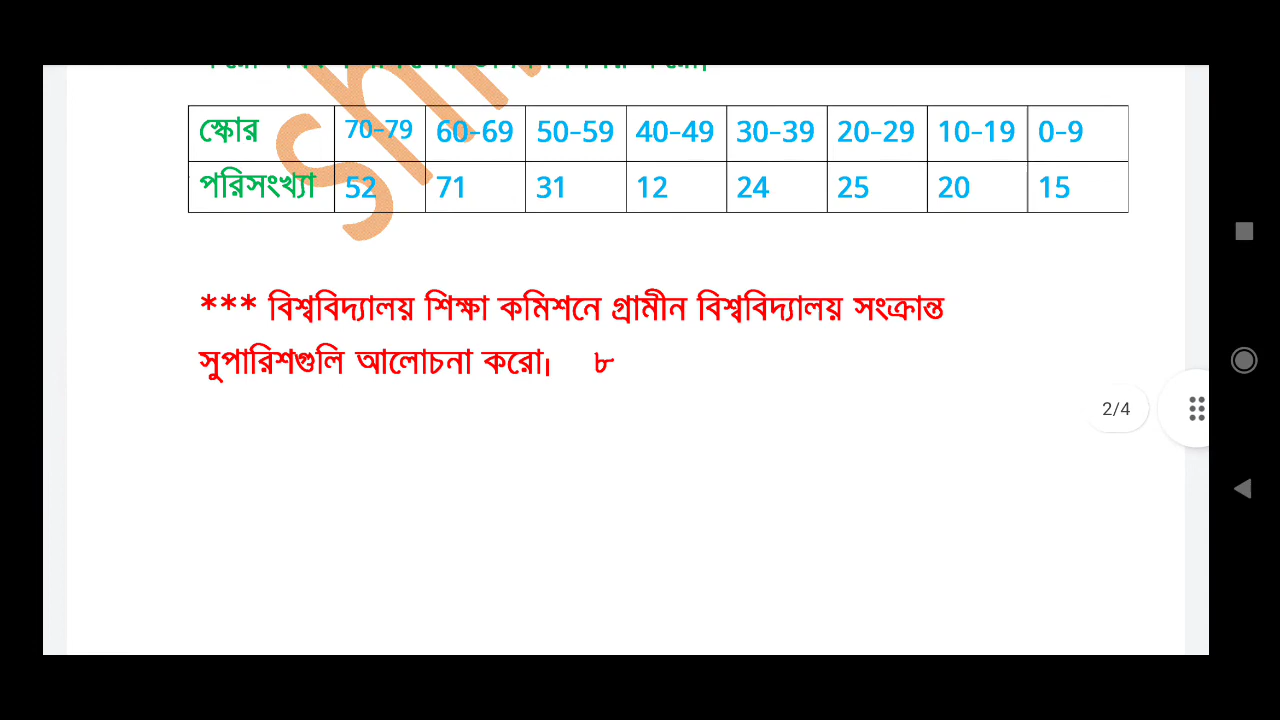 স্কোর 70–79 60–69 50–59 40–49 30–39 20–29 10–19 0–9
পরিসংখ্যা 52 71 31 12 24 25 20 15
*** বিশ্ববিদ্যালয় শিক্ষা কমিশনে গ্রামীন বিশ্ববিদ্যালয় সংক্রান্ত
সুপারিশগুলি আলোচনা করো। ৮
2/4